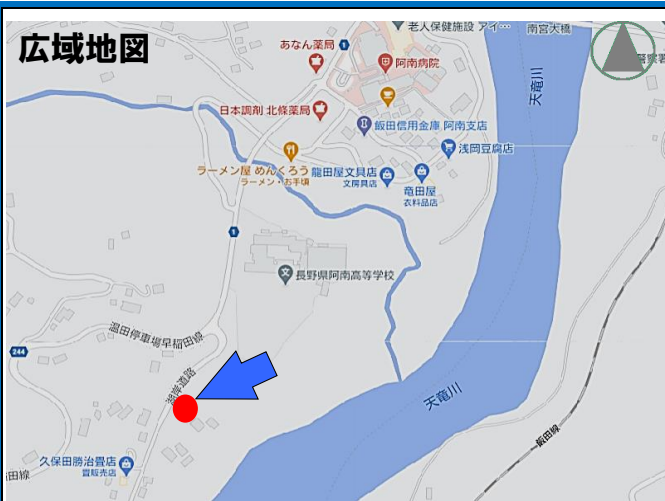 広域地図
老人保健施設 アイ…
南宮大橋
あなん薬局
1
阿南病院
天竜川
日本調剤 北條薬局
飯田信用金庫 阿南支店
浅岡豆腐店
ラーメン屋 めんくろう
ラーメン・お手頃
龍田屋文具店
文房具店
竜田屋
衣料品店
1
長野県阿南高等学校
温田停車場早稲田線
244
湖岸道路
天竜川
飯田線
久保田勝治畳店
畳販売店
田線